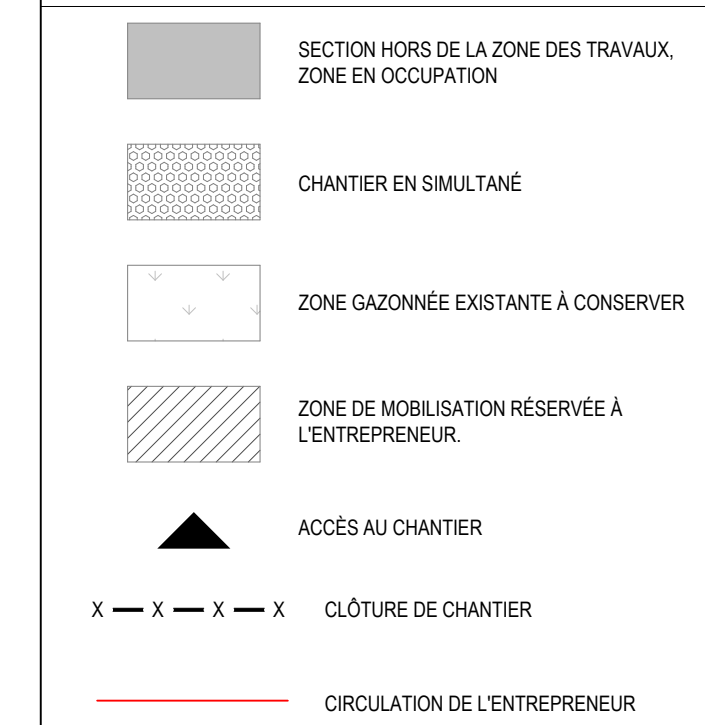 SECTION HORS DE LA ZONE DES TRAVAUX,
ZONE EN OCCUPATION
CHANTIER EN SIMULTANÉ
ZONE GAZONNÉE EXISTANTE À CONSERVER
ZONE DE MOBILISATION RÉSERVÉE À
L'ENTREPRENEUR.
ACCÈS AU CHANTIER
X X X X CLÔTURE DE CHANTIER
CIRCULATION DE L'ENTREPRENEUR